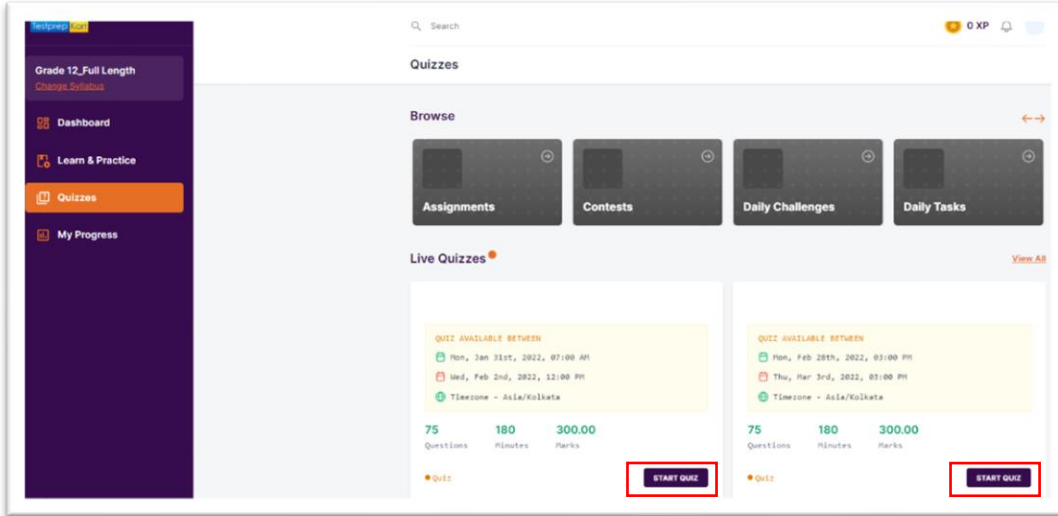 Testprep Kart
Search
0 XP
Quizzes
Grade 12_Full Length
Change Syllabus
Dashboard
Learn & Practice
Quizzes
My Progress
Browse
Assignments
Contests
Daily Challenges
Daily Tasks
Live Quizzes
View All
QUIZ AVAILABLE BETWEEN
Mon, Jan 31st, 2022, 07:00 AM
Wed, Feb 2nd, 2022, 12:00 PM
Timezone - Asia/Kolkata
75 180 300.00
Questions Minutes Marks
Quiz START QUIZ
QUIZ AVAILABLE BETWEEN
Mon, Feb 28th, 2022, 03:00 PM
Thu, Mar 3rd, 2022, 03:00 PM
Timezone - Asia/Kolkata
75 180 300.00
Questions Minutes Marks
Quiz START QUIZ